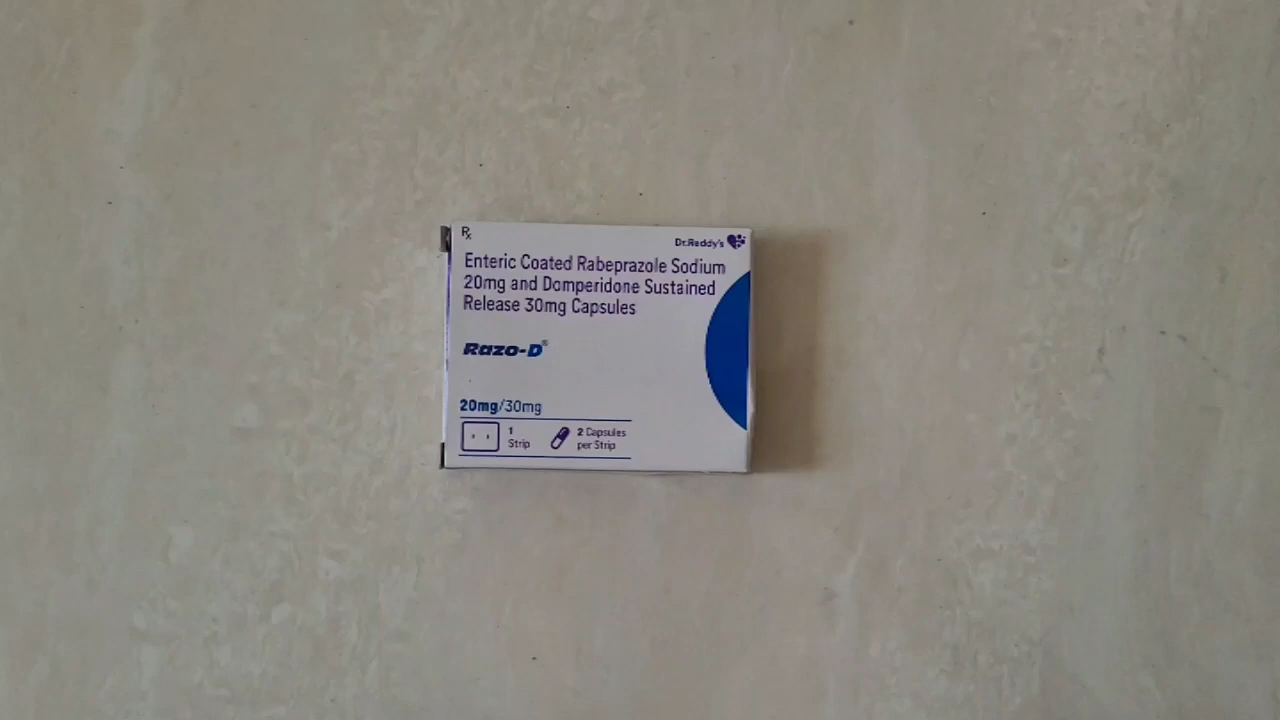 Rx
Dr.Reddy's
Enteric Coated Rabeprazole Sodium
20mg and Domperidone Sustained
Release 30mg Capsules
Razo-D®
20mg/30mg
1
Strip
2 Capsules
per Strip